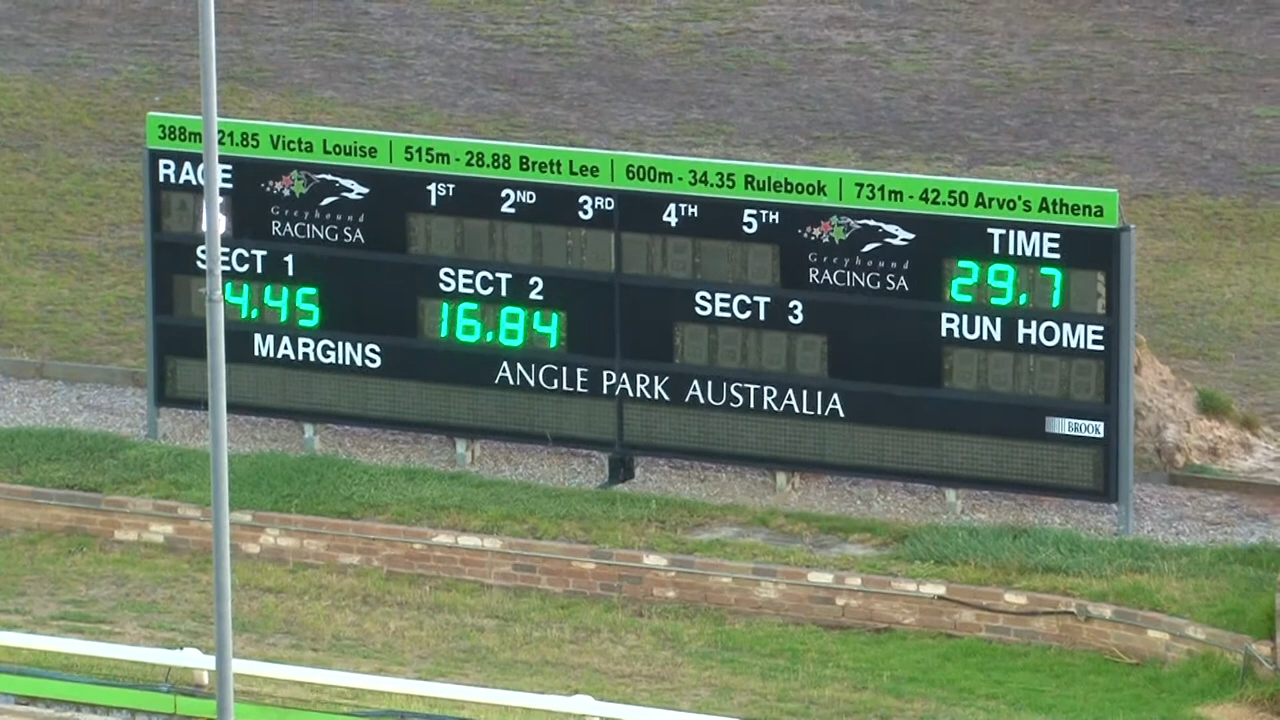 388m 21.85 Victa Louise | 515m - 28.88 Brett Lee | 600m - 34.35 Rulebook | 731m - 42.50 Arvo's Athena
RACE
Greyhound
RACING SA
1ST 2ND 3RD 4TH 5TH
Greyhound
RACING SA
TIME
29.7
SECT 1
4.45
SECT 2
16.84
SECT 3
RUN HOME
MARGINS
ANGLE PARK AUSTRALIA
BROOK